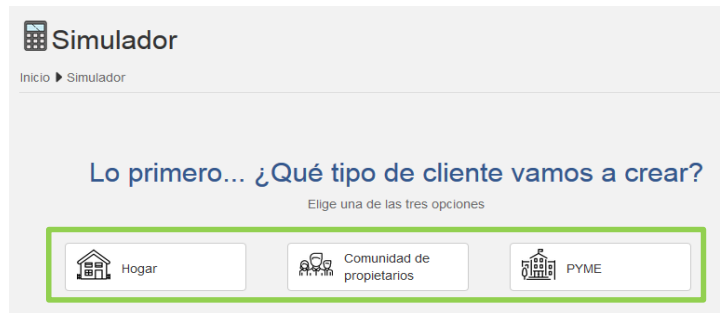 Simulador
Inicio Simulador
Lo primero... ¿Qué tipo de cliente vamos a crear?
Elige una de las tres opciones
Hogar
Comunidad de
propietarios
PYME